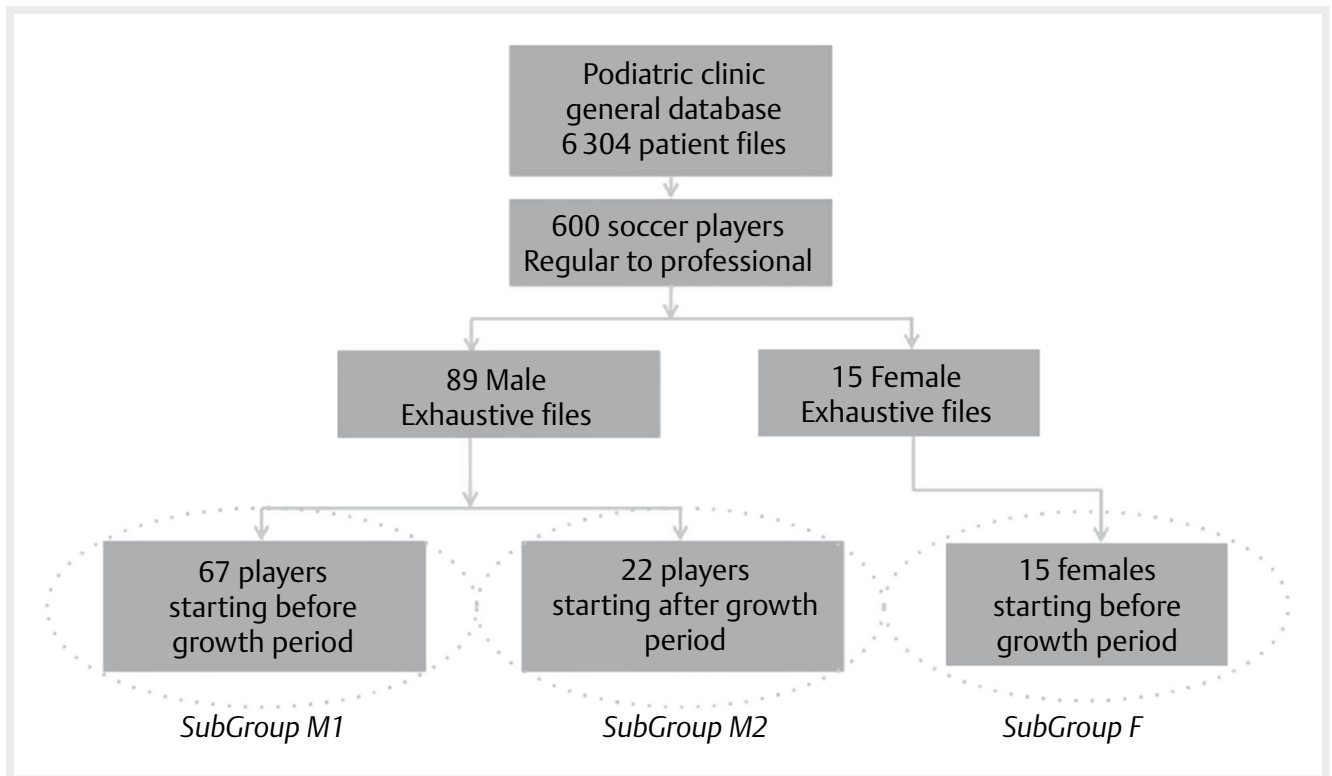 Podiatric clinic
general database
6 304 patient files
600 soccer players
Regular to professional
89 Male
Exhaustive files
15 Female
Exhaustive files
67 players
starting before
growth period
22 players
starting after growth
period
15 females
starting before
growth period
SubGroup M1
SubGroup M2
SubGroup F